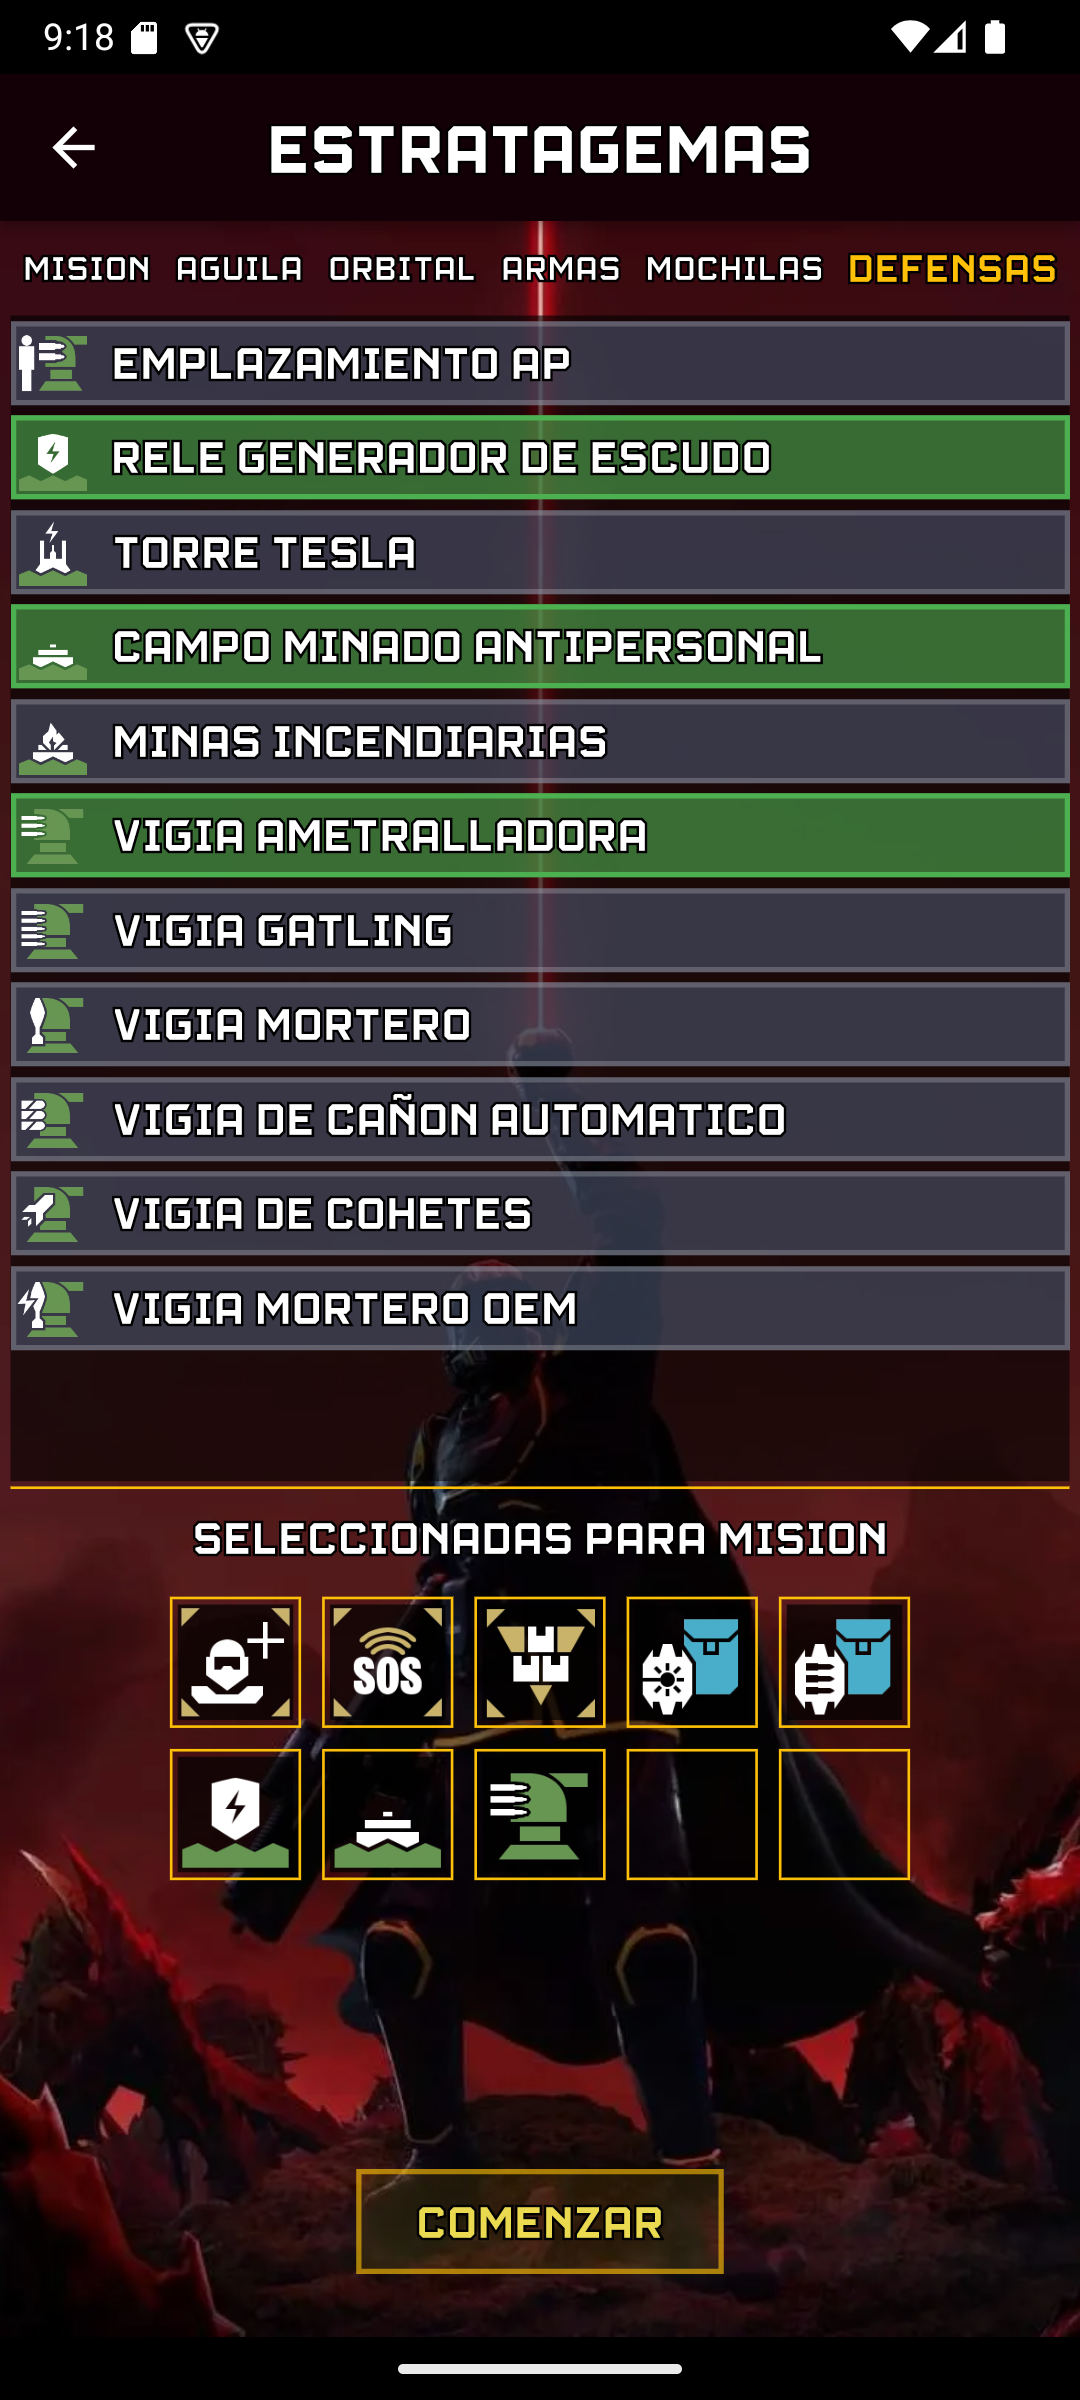 9:18
ESTRATAGEMAS
MISION AGUILA ORBITAL ARMAS MOCHILAS DEFENSAS
EMPLAZAMIENTO AP
RELE GENERADOR DE ESCUDO
TORRE TESLA
CAMPO MINADO ANTIPERSONAL
MINAS INCENDIARIAS
VIGIA AMETRALLADORA
VIGIA GATLING
VIGIA MORTERO
VIGIA DE CAÑON AUTOMATICO
VIGIA DE COHETES
VIGIA MORTERO OEM
SELECCIONADAS PARA MISION
SOS
COMENZAR